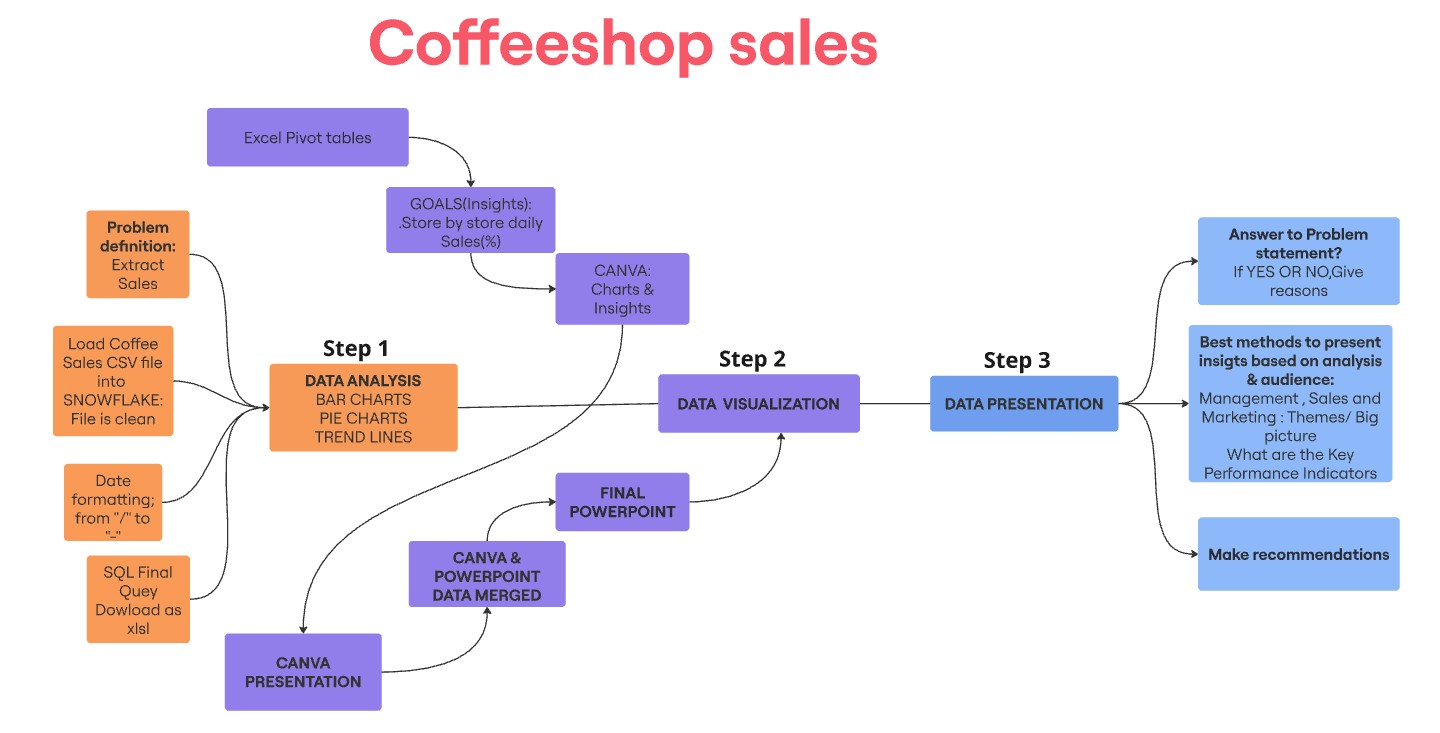 Coffeeshop sales
Excel Pivot tables
GOALS(Insights):
.Store by store daily
Sales(%)
CANVA:
Charts &
Insights
Problem
definition:
Extract
Sales
Load Coffee
Sales CSV file
into
SNOWFLAKE:
File is clean
Date
formatting;
from "/" to
"-"
SQL Final
Quey
Dowload as
xlsl
Step 1
DATA ANALYSIS
BAR CHARTS
PIE CHARTS
TREND LINES
CANVA
PRESENTATION
CANVA &
POWERPOINT
DATA MERGED
FINAL
POWERPOINT
Step 2
DATA VISUALIZATION
Step 3
DATA PRESENTATION
Answer to Problem
statement?
If YES OR NO,Give
reasons
Best methods to present
insigts based on analysis
& audience:
Management , Sales and
Marketing : Themes/ Big
picture
What are the Key
Performance Indicators
Make recommendations